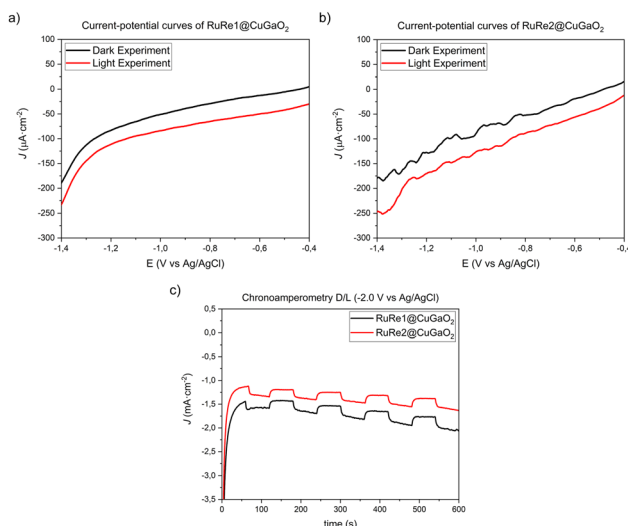 a)
Current-potential curves of RuRe1@CuGaO₂
Dark Experiment
Light Experiment
J (µA·cm⁻²)
100
50
0
-50
-100
-150
-200
-250
-300
-1,4
-1,2
-1,0
-0,8
-0,6
-0,4
E (V vs Ag/AgCl)
b)
Current-potential curves of RuRe2@CuGaO₂
Dark Experiment
Light Experiment
J (µA·cm⁻²)
100
50
0
-50
-100
-150
-200
-250
-300
-1,4
-1,2
-1,0
-0,8
-0,6
-0,4
E (V vs Ag/AgCl)
c)
Chronoamperometry D/L (-2.0 V vs Ag/AgCl)
RuRe1@CuGaO₂
RuRe2@CuGaO₂
J (mA·cm⁻²)
0,5
0,0
-0,5
-1,0
-1,5
-2,0
-2,5
-3,0
-3,5
0
100
200
300
400
500
600
time (s)